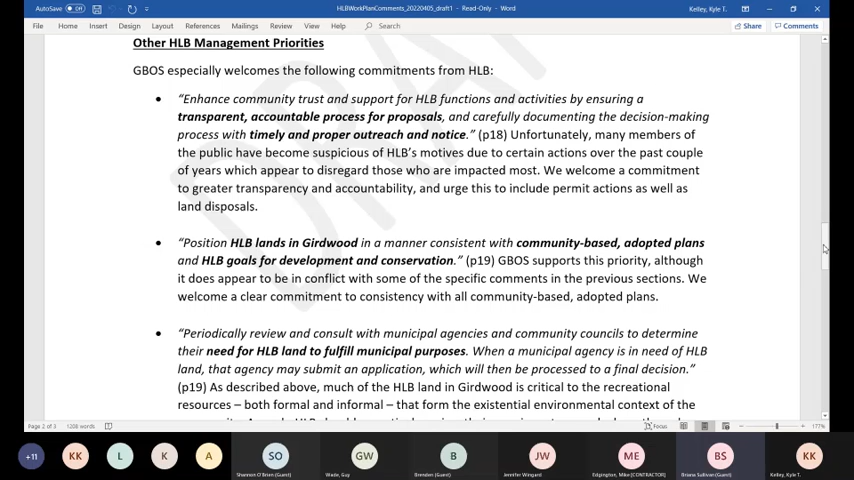 AutoSave Off HLBWorkPlanComments_20220405_draft1 - Read-Only - Word Kelley, Kyle T.
File Home Insert Design Layout References Mailings Review View Help Search Share Comments
Other HLB Management Priorities
GBOS especially welcomes the following commitments from HLB:
• “Enhance community trust and support for HLB functions and activities by ensuring a
transparent, accountable process for proposals, and carefully documenting the decision-making
process with timely and proper outreach and notice.” (p18) Unfortunately, many members of
the public have become suspicious of HLB’s motives due to certain actions over the past couple
of years which appear to disregard those who are impacted most. We welcome a commitment
to greater transparency and accountability, and urge this to include permit actions as well as
land disposals.
• “Position HLB lands in Girdwood in a manner consistent with community-based, adopted plans
and HLB goals for development and conservation.” (p19) GBOS supports this priority, although
it does appear to be in conflict with some of the specific comments in the previous sections. We
welcome a clear commitment to consistency with all community-based, adopted plans.
• “Periodically review and consult with municipal agencies and community councils to determine
their need for HLB land to fulfill municipal purposes. When a municipal agency is in need of HLB
land, that agency may submit an application, which will then be processed to a final decision.”
(p19) As described above, much of the HLB land in Girdwood is critical to the recreational
resources – both formal and informal – that form the existential environmental context of the
Page 2 of 3 1208 words Focus 177%
+11 KK L K A SO GW B JW ME BS KK
Shannon O'Brien (Guest) Wade, Guy Brenden (Guest) Jennifer Wingard Edgington, Mike [CONTRACTOR] Briana Sullivan (Guest) Kelley, Kyle T.
DRAFT